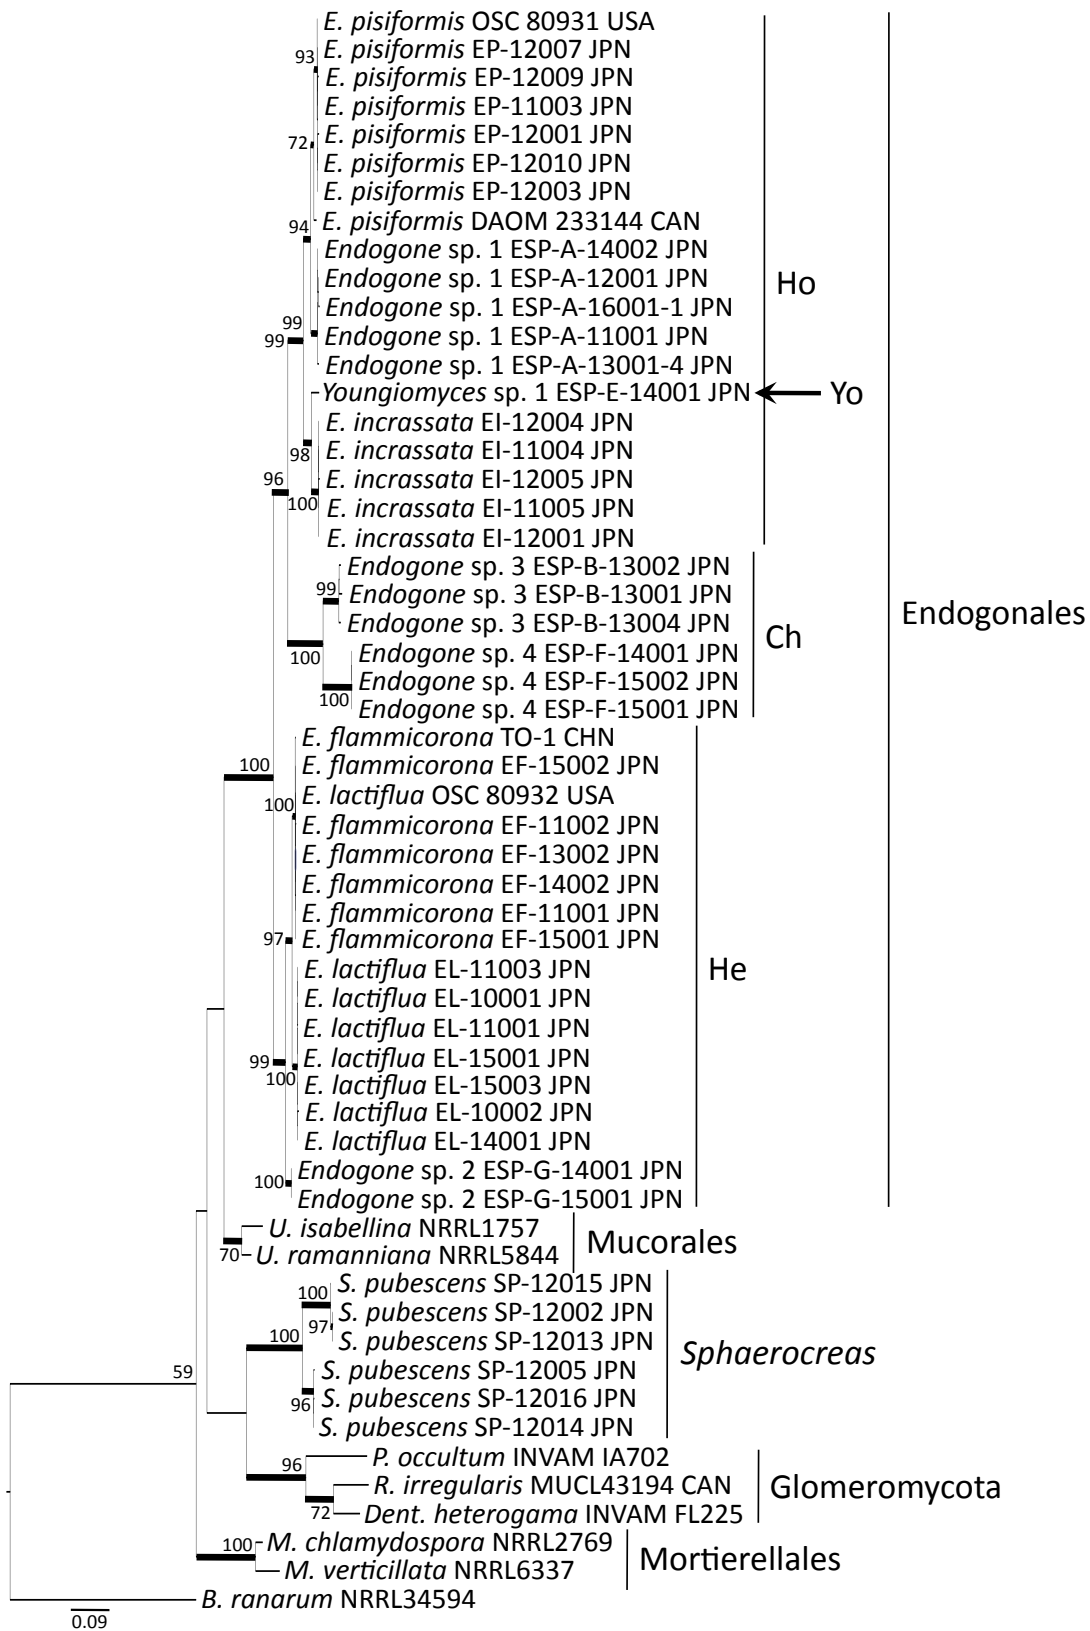 E. pisiformis OSC 80931 USA
93
E. pisiformis EP-12007 JPN
E. pisiformis EP-12009 JPN
E. pisiformis EP-11003 JPN
72
E. pisiformis EP-12001 JPN
E. pisiformis EP-12010 JPN
E. pisiformis EP-12003 JPN
94
E. pisiformis DAOM 233144 CAN
Endogone sp. 1 ESP-A-14002 JPN
Endogone sp. 1 ESP-A-12001 JPN
Ho
Endogone sp. 1 ESP-A-16001-1 JPN
99
99
Endogone sp. 1 ESP-A-11001 JPN
Endogone sp. 1 ESP-A-13001-4 JPN
Youngiomyces sp. 1 ESP-E-14001 JPN
Yo
E. incrassata EI-12004 JPN
98
E. incrassata EI-11004 JPN
96
E. incrassata EI-12005 JPN
100
E. incrassata EI-11005 JPN
E. incrassata EI-12001 JPN
Endogone sp. 3 ESP-B-13002 JPN
99
Endogone sp. 3 ESP-B-13001 JPN
Endogonales
Endogone sp. 3 ESP-B-13004 JPN
Ch
100
Endogone sp. 4 ESP-F-14001 JPN
Endogone sp. 4 ESP-F-15002 JPN
100
Endogone sp. 4 ESP-F-15001 JPN
E. flammicorona TO-1 CHN
100
E. flammicorona EF-15002 JPN
E. lactiflua OSC 80932 USA
100
E. flammicorona EF-11002 JPN
E. flammicorona EF-13002 JPN
E. flammicorona EF-14002 JPN
E. flammicorona EF-11001 JPN
97
E. flammicorona EF-15001 JPN
He
E. lactiflua EL-11003 JPN
E. lactiflua EL-10001 JPN
E. lactiflua EL-11001 JPN
99
E. lactiflua EL-15001 JPN
100
E. lactiflua EL-15003 JPN
E. lactiflua EL-10002 JPN
E. lactiflua EL-14001 JPN
Endogone sp. 2 ESP-G-14001 JPN
100
Endogone sp. 2 ESP-G-15001 JPN
U. isabellina NRRL1757
Mucorales
70
U. ramanniana NRRL5844
S. pubescens SP-12015 JPN
100
S. pubescens SP-12002 JPN
97
100
S. pubescens SP-12013 JPN
Sphaerocreas
59
S. pubescens SP-12005 JPN
S. pubescens SP-12016 JPN
96
S. pubescens SP-12014 JPN
P. occultum INVAM IA702
96
R. irregularis MUCL43194 CAN
Glomeromycota
72
Dent. heterogama INVAM FL225
M. chlamydospora NRRL2769
100
Mortierellales
M. verticillata NRRL6337
B. ranarum NRRL34594
0.09